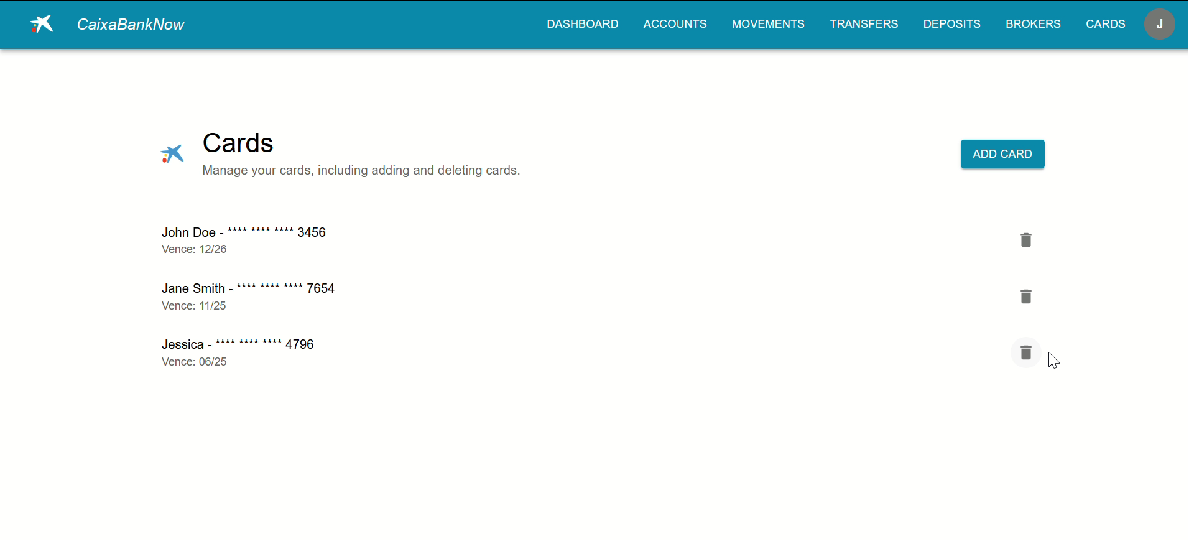 CaixaBankNow DASHBOARD ACCOUNTS MOVEMENTS TRANSFERS DEPOSITS BROKERS CARDS J
Cards
Manage your cards, including adding and deleting cards.
ADD CARD
John Doe - **** **** **** 3456
Vence: 12/26
Jane Smith - **** **** **** 7654
Vence: 11/25
Jessica - **** **** **** 4796
Vence: 06/25